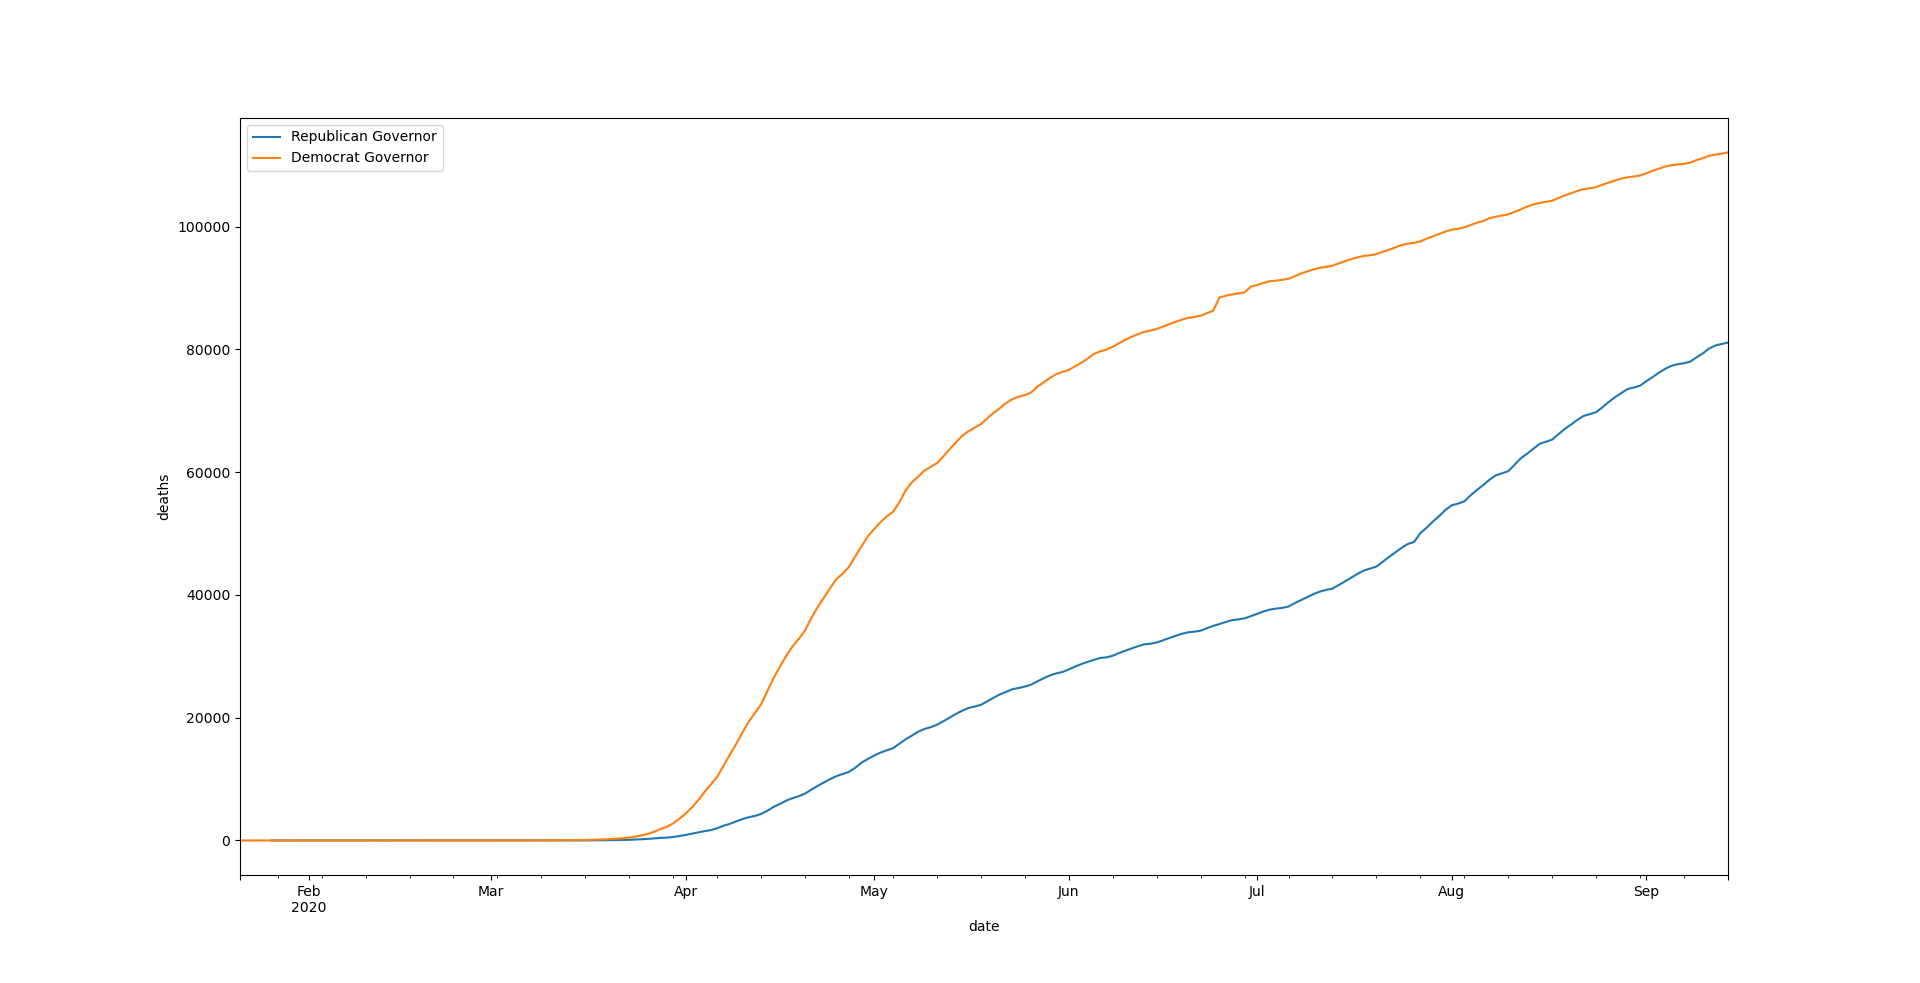 Republican Governor
Democrat Governor
100000
80000
60000
40000
20000
0
deaths
Feb Mar Apr May Jun Jul Aug Sep
2020
date